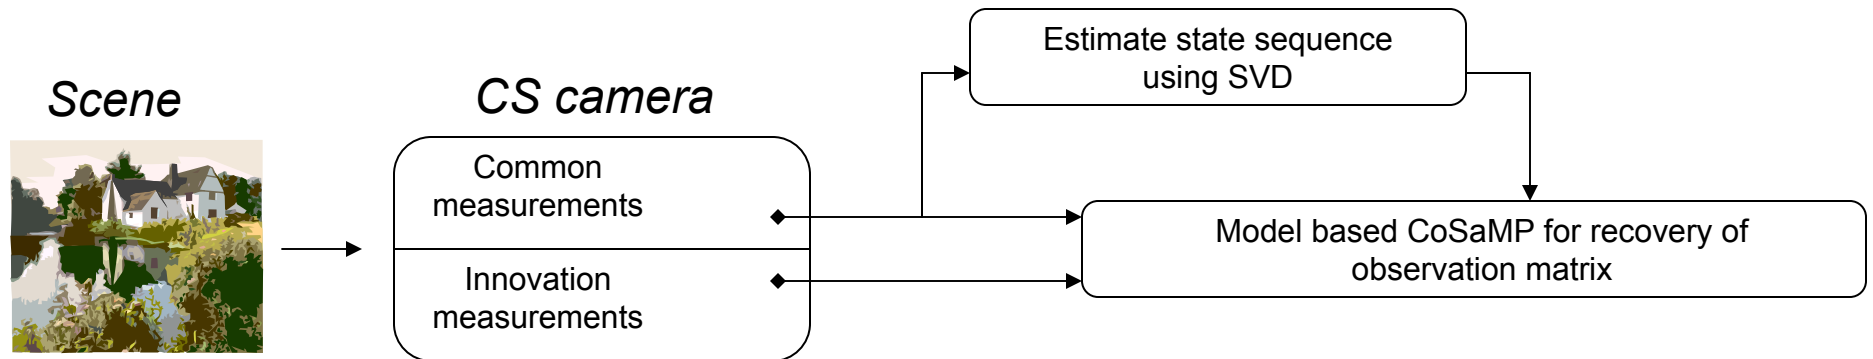 Scene
CS camera
Common
measurements
Innovation
measurements
Estimate state sequence
using SVD
Model based CoSaMP for recovery of
observation matrix